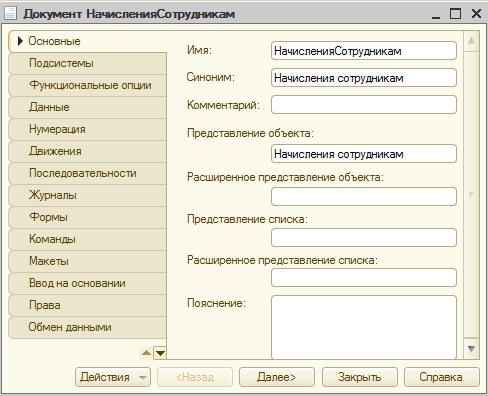 Документ НачисленияСотрудникам
Основные
Подсистемы
Функциональные опции
Данные
Нумерация
Движения
Последовательности
Журналы
Формы
Команды
Макеты
Ввод на основании
Права
Обмен данными
Имя: НачисленияСотрудникам
Синоним: Начисления сотрудникам
Комментарий:
Представление объекта:
Начисления сотрудникам
Расширенное представление объекта:
Представление списка:
Расширенное представление списка:
Пояснение:
Действия <Назад Далее> Закрыть Справка